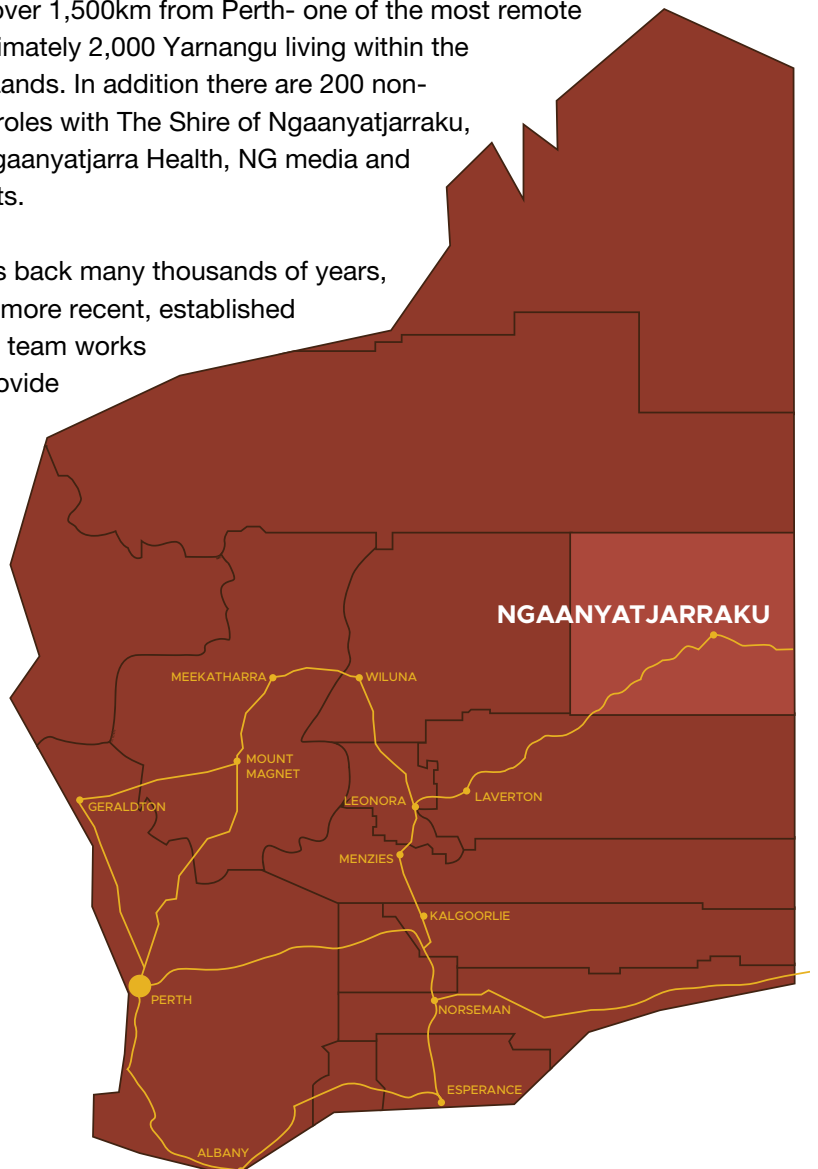 over 1,500km from Perth- one of the most remote
imately 2,000 Yarnangu living within the
ands. In addition there are 200 non-
roles with The Shire of Ngaanyatjarraku,
gaanyatjarra Health, NG media and
ts.
s back many thousands of years,
more recent, established
team works
ovide
NGAANYATJARRAKU
MEEKATHARRA
WILUNA
MOUNT
MAGNET
GERALDTON
LEONORA
LAVERTON
MENZIES
KALGOORLIE
PERTH
NORSEMAN
ESPERANCE
ALBANY